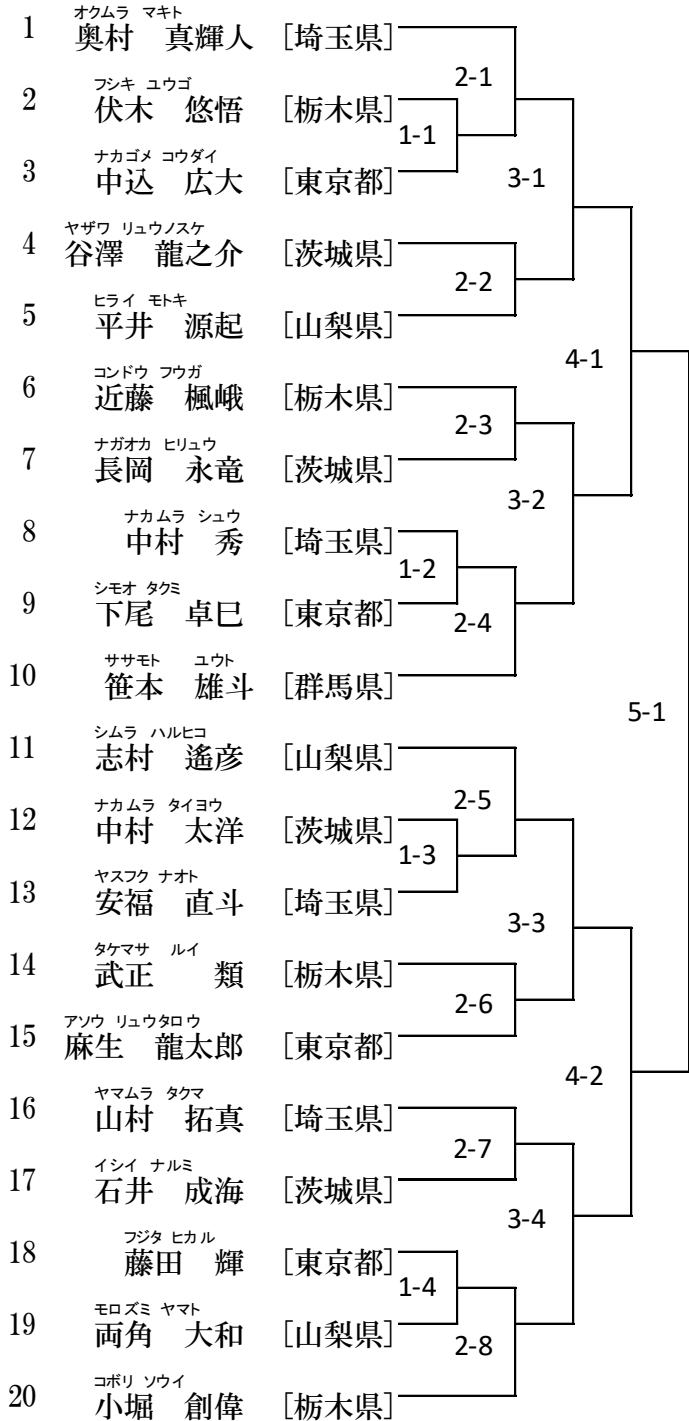 オクムラ マキト
1 奥村 真輝人 [埼玉県]
2-1
フシキ ユウゴ
2 伏木 悠悟 [栃木県]
1-1
ナカゴメ コウダイ
3 中込 広大 [東京都]
3-1
ヤザワ リュウノスケ
4 谷澤 龍之介 [茨城県]
2-2
ヒライ モトキ
5 平井 源起 [山梨県]
4-1
コンドウ フウガ
6 近藤 楓峨 [栃木県]
2-3
ナガオカ ヒリュウ
7 長岡 永竜 [茨城県]
3-2
ナカムラ シュウ
8 中村 秀 [埼玉県]
1-2
シモオ タクミ
9 下尾 卓巳 [東京都]
2-4
ササモト ユウト
10 笹本 雄斗 [群馬県]
5-1
シムラ ハルヒコ
11 志村 遙彦 [山梨県]
2-5
ナカムラ タイヨウ
12 中村 太洋 [茨城県]
1-3
ヤスフク ナオト
13 安福 直斗 [埼玉県]
3-3
タケマサ ルイ
14 武正 類 [栃木県]
2-6
アソウ リュウタロウ
15 麻生 龍太郎 [東京都]
4-2
ヤマムラ タクマ
16 山村 拓真 [埼玉県]
2-7
イシイ ナルミ
17 石井 成海 [茨城県]
3-4
フジタ ヒカル
18 藤田 輝 [東京都]
1-4
モロズミ ヤマト
19 両角 大和 [山梨県]
2-8
コボリ ソウイ
20 小堀 創偉 [栃木県]